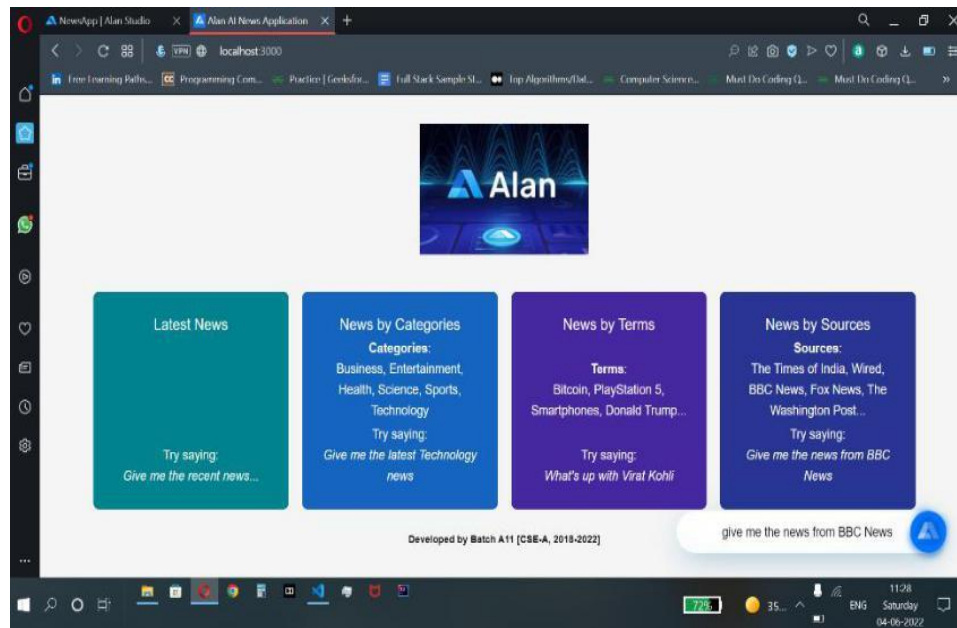 NewsApp | Alan Studio
Alan AI News Application
VPN
localhost:3000
Free Learning Paths...
Programming Com...
Practice | Geeksfor...
Full Stack Sample St...
Top Algorithms/Dat...
Computer Science...
Must Do Coding Q...
Must Do Coding Q...
Alan
Latest News
Try saying:
Give me the recent news...
News by Categories
Categories:
Business, Entertainment,
Health, Science, Sports,
Technology
Try saying:
Give me the latest Technology
news
News by Terms
Terms:
Bitcoin, PlayStation 5,
Smartphones, Donald Trump...
Try saying:
What's up with Virat Kohli
News by Sources
Sources:
The Times of India, Wired,
BBC News, Fox News, The
Washington Post...
Try saying:
Give me the news from BBC
News
give me the news from BBC News
Developed by Batch A11 [CSE-A, 2018-2022]
72%
35...
ENG
11:28
Saturday
04-06-2022